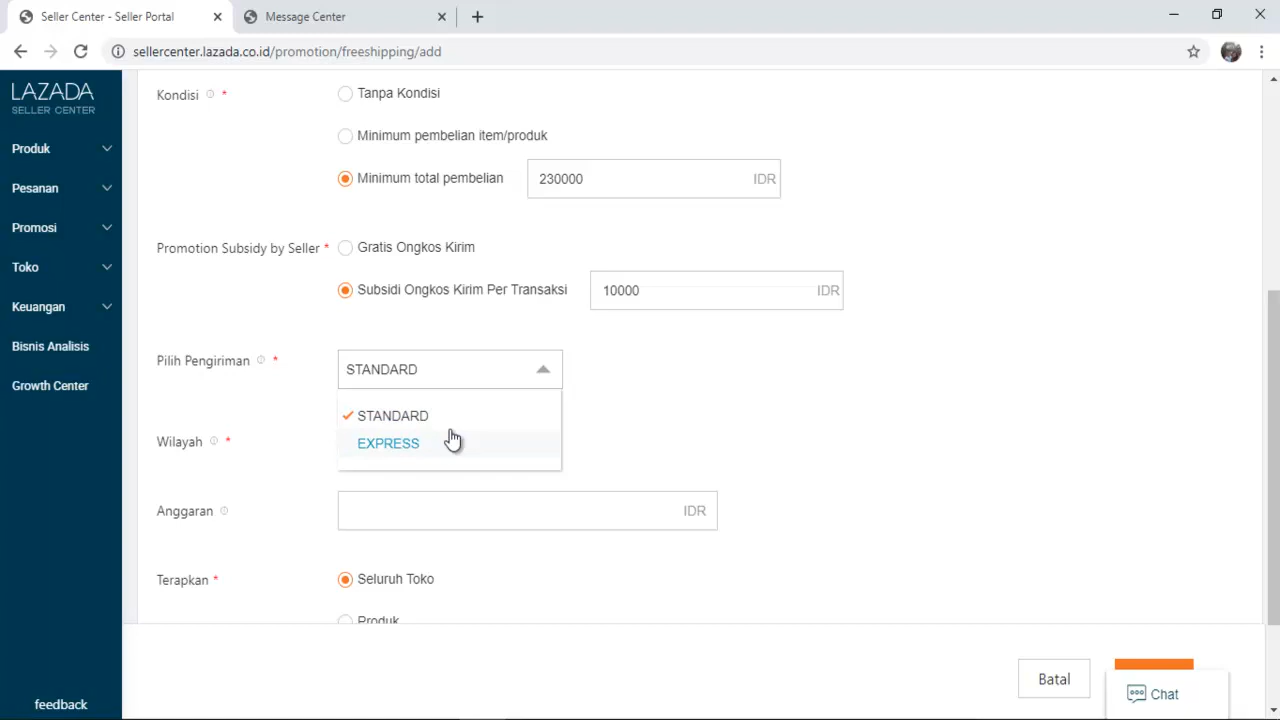 Seller Center - Seller Portal
Message Center
sellercenter.lazada.co.id/promotion/freeshipping/add
LAZADA
SELLER CENTER
Produk
Pesanan
Promosi
Toko
Keuangan
Bisnis Analisis
Growth Center
feedback
Kondisi *
Tanpa Kondisi
Minimum pembelian item/produk
Minimum total pembelian 230000 IDR
Promotion Subsidy by Seller * Gratis Ongkos Kirim
Subsidi Ongkos Kirim Per Transaksi 10000 IDR
Pilih Pengiriman * STANDARD
STANDARD
EXPRESS
Wilayah *
Anggaran IDR
Terapkan * Seluruh Toko
Produk
Batal
Chat